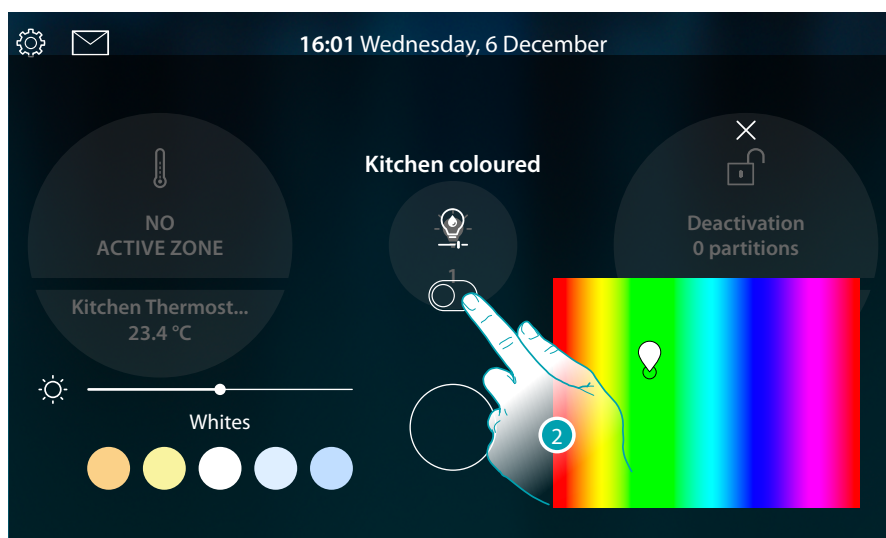 16:01 Wednesday, 6 December
Kitchen coloured
NO
ACTIVE ZONE
1
Deactivation
0 partitions
Kitchen Thermost...
23.4 °C
Whites
2